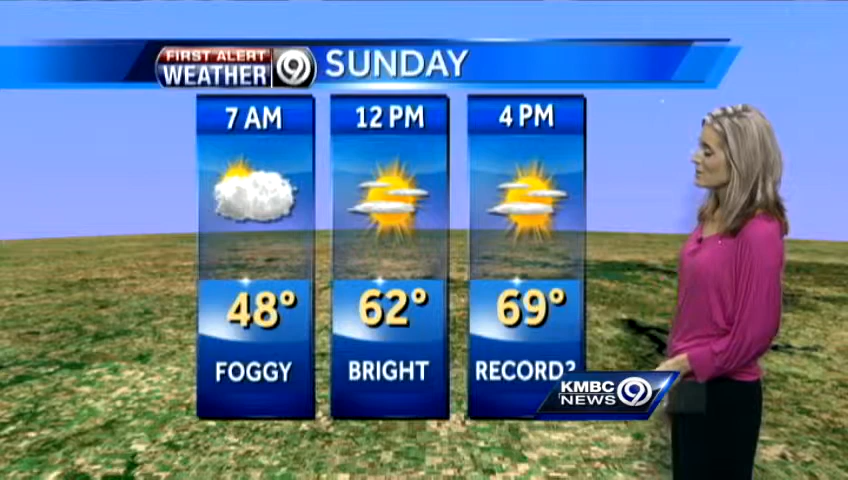 FIRST ALERT
WEATHER 9
SUNDAY
7 AM
12 PM
4 PM
48°
62°
69°
FOGGY
BRIGHT
RECORD?
KMBC
NEWS 9